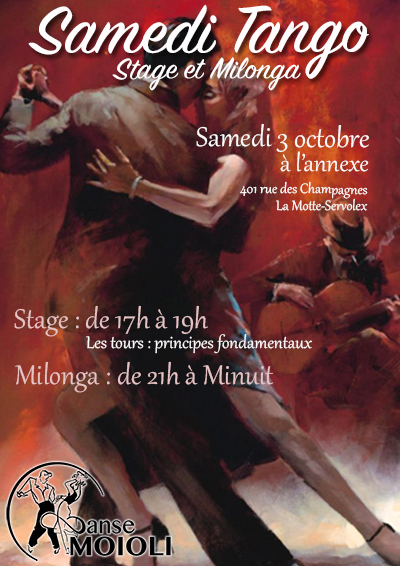 Samedi Tango
Stage et Milonga
Samedi 3 octobre
à l'annexe
401 rue des Champagnes
La Motte-Servolex
Stage : de 17h à 19h
Les tours : principes fondamentaux
Milonga : de 21h à Minuit
Danse
MOIOLI